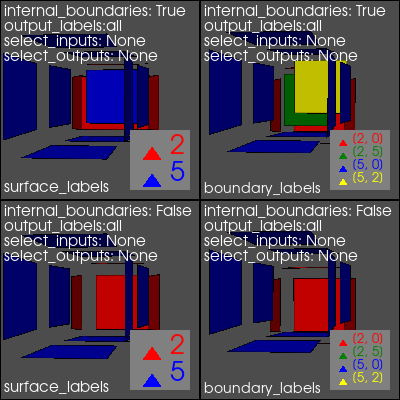 internal_boundaries: True
output_labels:all
select_inputs: None
select_outputs: None
2
5
surface_labels
internal_boundaries: True
output_labels:all
select_inputs: None
select_outputs: None
(2, 0)
(2, 5)
(5, 0)
(5, 2)
boundary_labels
internal_boundaries: False
output_labels:all
select_inputs: None
select_outputs: None
2
5
surface_labels
internal_boundaries: False
output_labels:all
select_inputs: None
select_outputs: None
(2, 0)
(2, 5)
(5, 0)
(5, 2)
boundary_labels